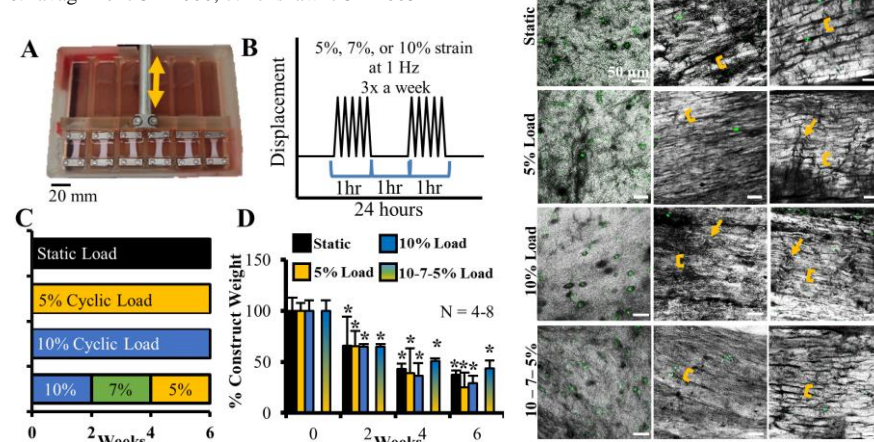 A
20 mm
B
5%, 7%, or 10% strain
at 1 Hz
3x a week
Displacement
1hr 1hr 1hr
24 hours
C
Static Load
5% Cyclic Load
10% Cyclic Load
10% 7% 5%
0 2 4 6
Weeks
D
Static 10% Load
5% Load 10-7-5% Load
N = 4-8
% Construct Weight
150
100
50
0
* * * * * * * * * * * *
0 2 4 6
Weeks
Static
50 µm
5% Load
10% Load
10 – 7– 5%